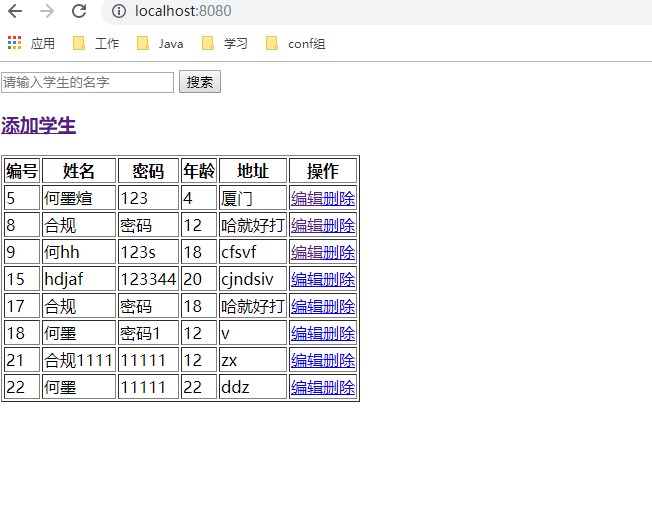 localhost:8080
应用 工作 Java 学习 conf组
请输入学生的名字 搜索
添加学生
编号 姓名 密码 年龄 地址 操作
5 何墨煊 123 4 厦门 编辑删除
8 合规 密码 12 哈就好打 编辑删除
9 何hh 123s 18 cfsvf 编辑删除
15 hdjaf 123344 20 cjndsiv 编辑删除
17 合规 密码 18 哈就好打 编辑删除
18 何墨 密码1 12 v 编辑删除
21 合规1111 11111 12 zx 编辑删除
22 何墨 11111 22 ddz 编辑删除